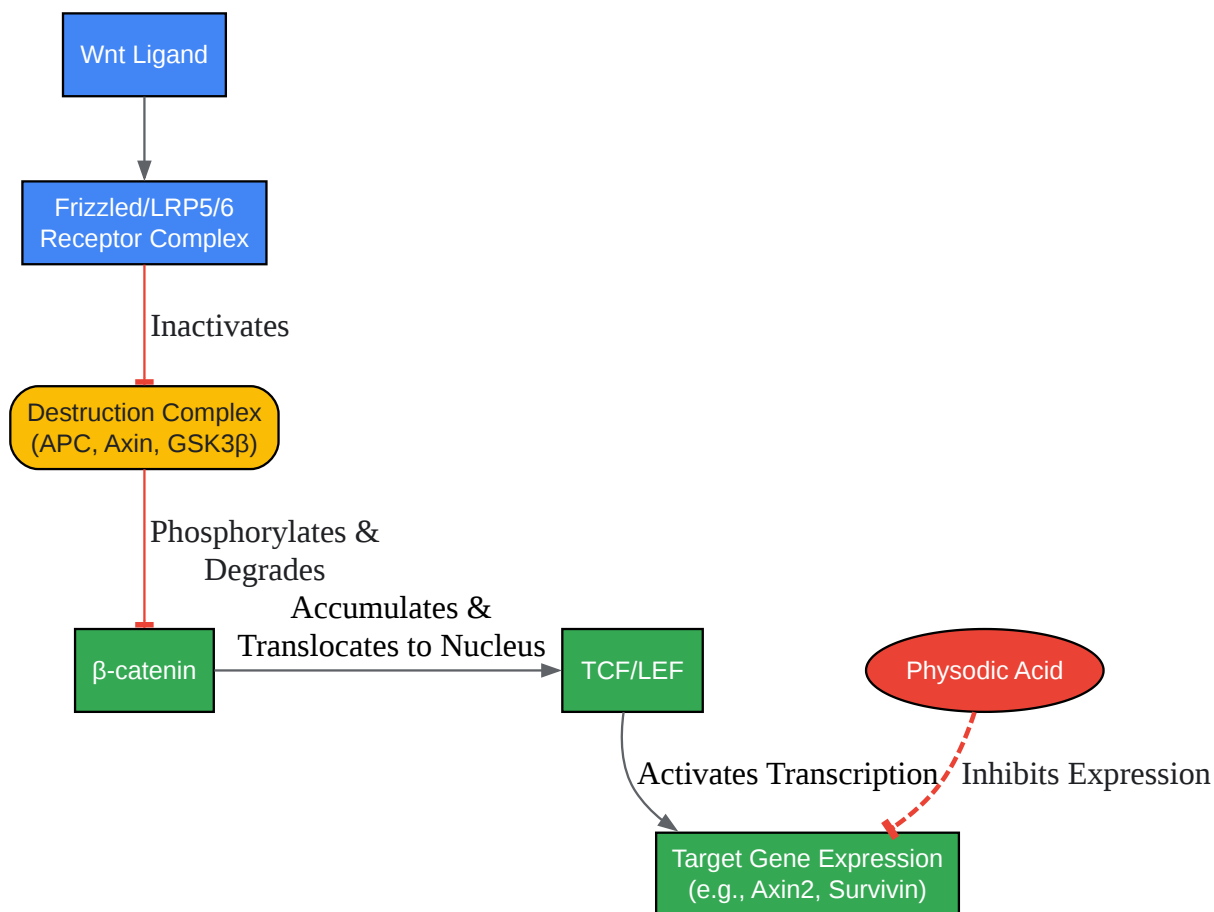 Wnt Ligand
Frizzled/LRP5/6
Receptor Complex
Inactivates
Destruction Complex
(APC, Axin, GSK3β)
Phosphorylates &
Degrades
Accumulates &
Translocates to Nucleus
β-catenin
TCF/LEF
Physodic Acid
Activates Transcription
Inhibits Expression
Target Gene Expression
(e.g., Axin2, Survivin)